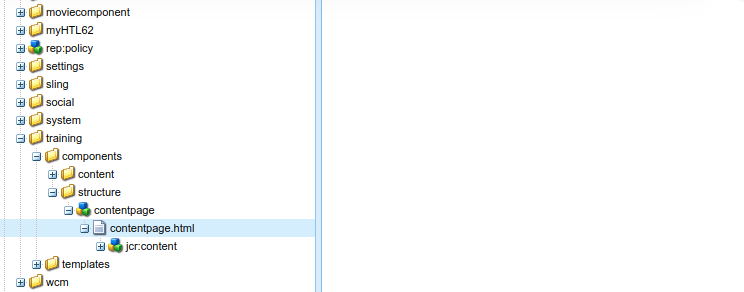 moviecomponent
myHTL62
rep:policy
settings
sling
social
system
training
components
content
structure
contentpage
contentpage.html
jcr:content
templates
wcm